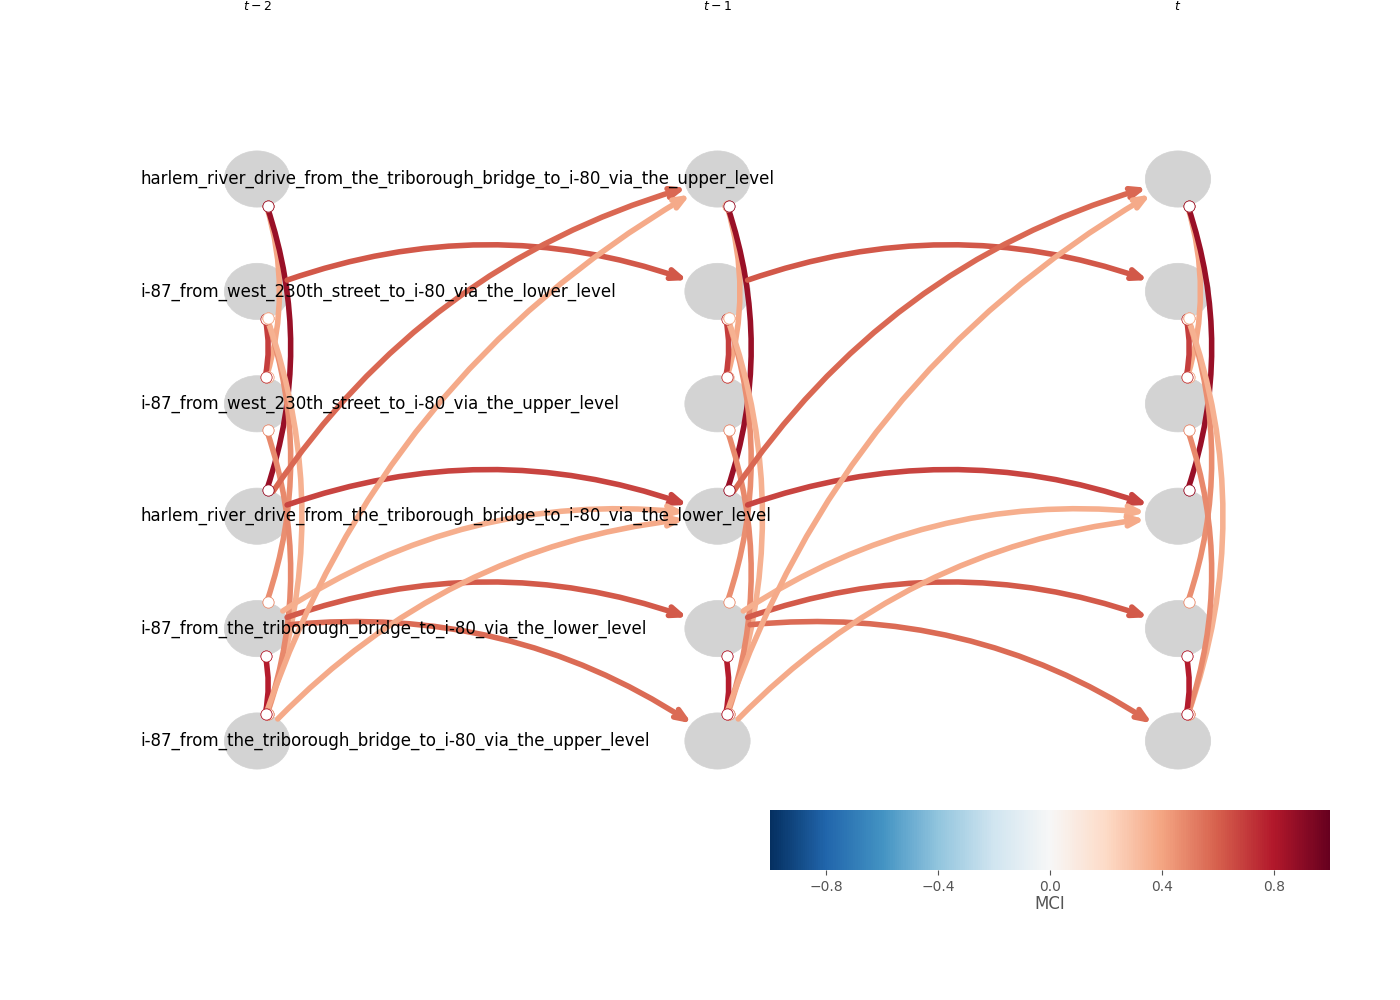 t − 2 t − 1 t
harlem_river_drive_from_the_triborough_bridge_to_i-80_via_the_upper_level
i-87_from_west_230th_street_to_i-80_via_the_lower_level
i-87_from_west_230th_street_to_i-80_via_the_upper_level
harlem_river_drive_from_the_triborough_bridge_to_i-80_via_the_lower_level
i-87_from_the_triborough_bridge_to_i-80_via_the_lower_level
i-87_from_the_triborough_bridge_to_i-80_via_the_upper_level
−0.8 −0.4 0.0 0.4 0.8
MCI